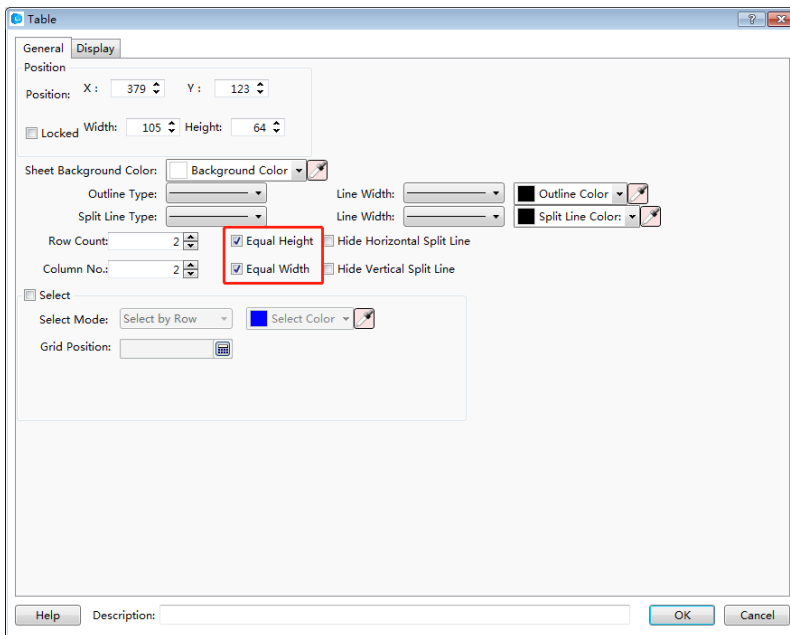 Table
General Display
Position
Position: X : 379 Y : 123
Locked Width: 105 Height: 64
Sheet Background Color: Background Color
Outline Type: Line Width: Outline Color
Split Line Type: Line Width: Split Line Color:
Row Count: 2 Equal Height Hide Horizontal Split Line
Column No.: 2 Equal Width Hide Vertical Split Line
Select
Select Mode: Select by Row Select Color
Grid Position:
Help Description: OK Cancel